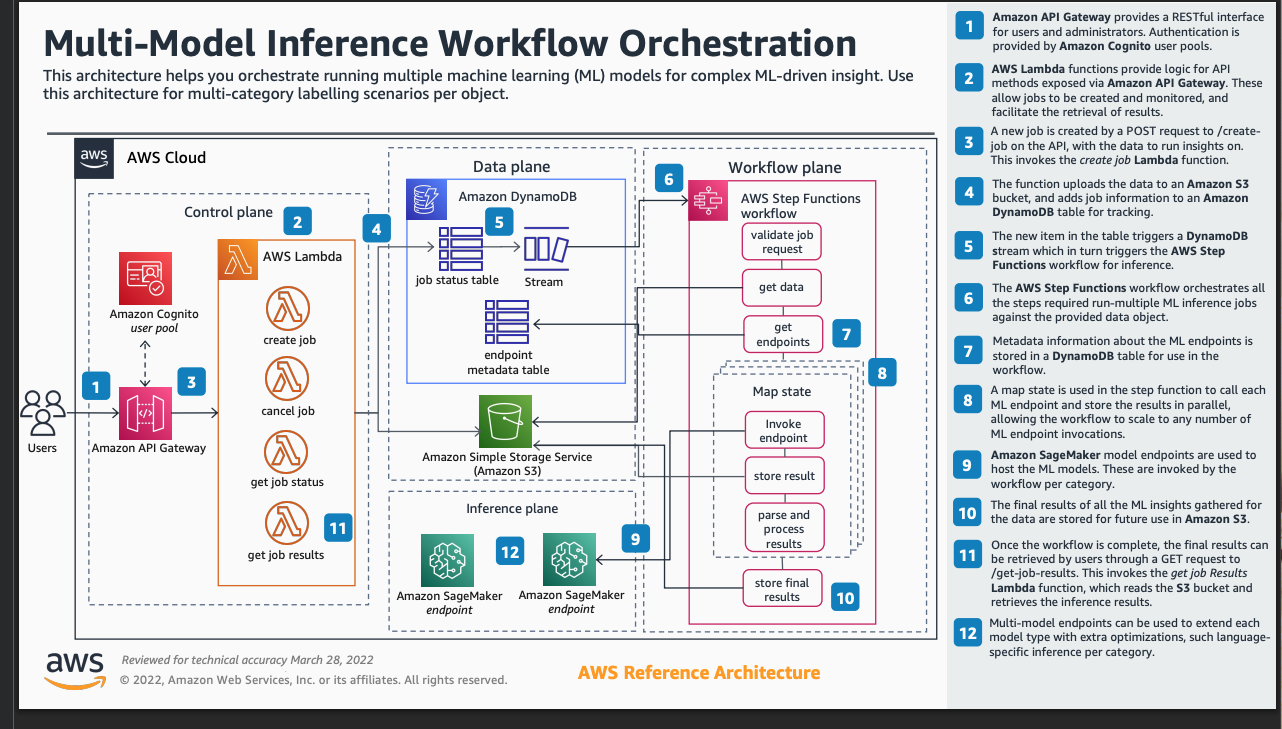 Multi-Model Inference Workflow Orchestration
This architecture helps you orchestrate running multiple machine learning (ML) models for complex ML-driven insight. Use
this architecture for multi-category labelling scenarios per object.
aws
AWS Cloud
Control plane
2
AWS Lambda
Amazon Cognito
user pool
create job
cancel job
get job status
get job results
11
1
3
Users
Amazon API Gateway
4
Data plane
Amazon DynamoDB
5
job status table
Stream
endpoint
metadata table
Amazon Simple Storage Service
(Amazon S3)
Inference plane
12
9
Amazon SageMaker
endpoint
Amazon SageMaker
endpoint
Workflow plane
6
AWS Step Functions
workflow
validate job
request
get data
get
endpoints
7
8
Map state
Invoke
endpoint
store result
parse and
process
results
store final
results
10
aws
Reviewed for technical accuracy March 28, 2022
© 2022, Amazon Web Services, Inc. or its affiliates. All rights reserved.
AWS Reference Architecture
1
Amazon API Gateway provides a RESTful interface
for users and administrators. Authentication is
provided by Amazon Cognito user pools.
2
AWS Lambda functions provide logic for API
methods exposed via Amazon API Gateway. These
allow jobs to be created and monitored, and
facilitate the retrieval of results.
3
A new job is created by a POST request to /create-
job on the API, with the data to run insights on.
This invokes the create job Lambda function.
4
The function uploads the data to an Amazon S3
bucket, and adds job information to an Amazon
DynamoDB table for tracking.
5
The new item in the table triggers a DynamoDB
stream which in turn triggers the AWS Step
Functions workflow for inference.
6
The AWS Step Functions workflow orchestrates all
the steps required run-multiple ML inference jobs
against the provided data object.
7
Metadata information about the ML endpoints is
stored in a DynamoDB table for use in the
workflow.
8
A map state is used in the step function to call each
ML endpoint and store the results in parallel,
allowing the workflow to scale to any number of
ML endpoint invocations.
9
Amazon SageMaker model endpoints are used to
host the ML models. These are invoked by the
workflow per category.
10
The final results of all the ML insights gathered for
the data are stored for future use in Amazon S3.
11
Once the workflow is complete, the final results can
be retrieved by users through a GET request to
/get-job-results. This invokes the get job Results
Lambda function, which reads the S3 bucket and
retrieves the inference results.
12
Multi-model endpoints can be used to extend each
model type with extra optimizations, such language-
specific inference per category.